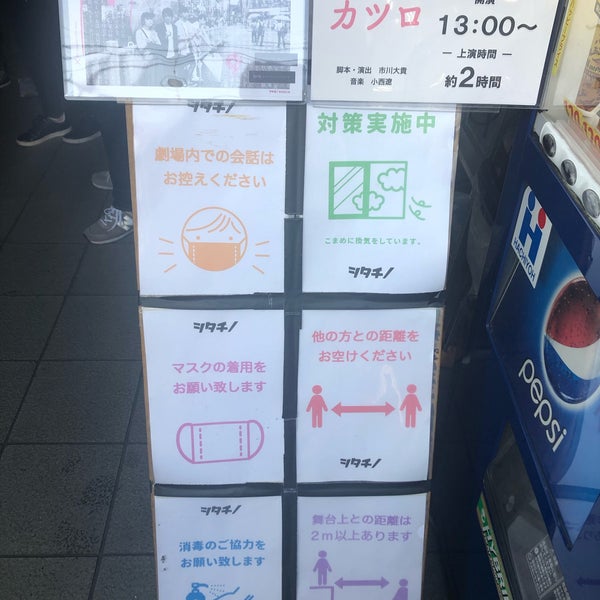 カツロ
開演
13:00〜
― 上演時間 ―
約2時間
脚本・演出 市川大貴
音楽 小西遼
シタチノ
劇場内での会話は
お控えください
対策実施中
こまめに換気をしています。
シタチノ
シタチノ
マスクの着用を
お願い致します
他の方との距離を
お空けください
シタチノ
シタチノ
消毒のご協力を
お願い致します
舞台上との距離は
2m以上あります
HACHIYOH
pepsi